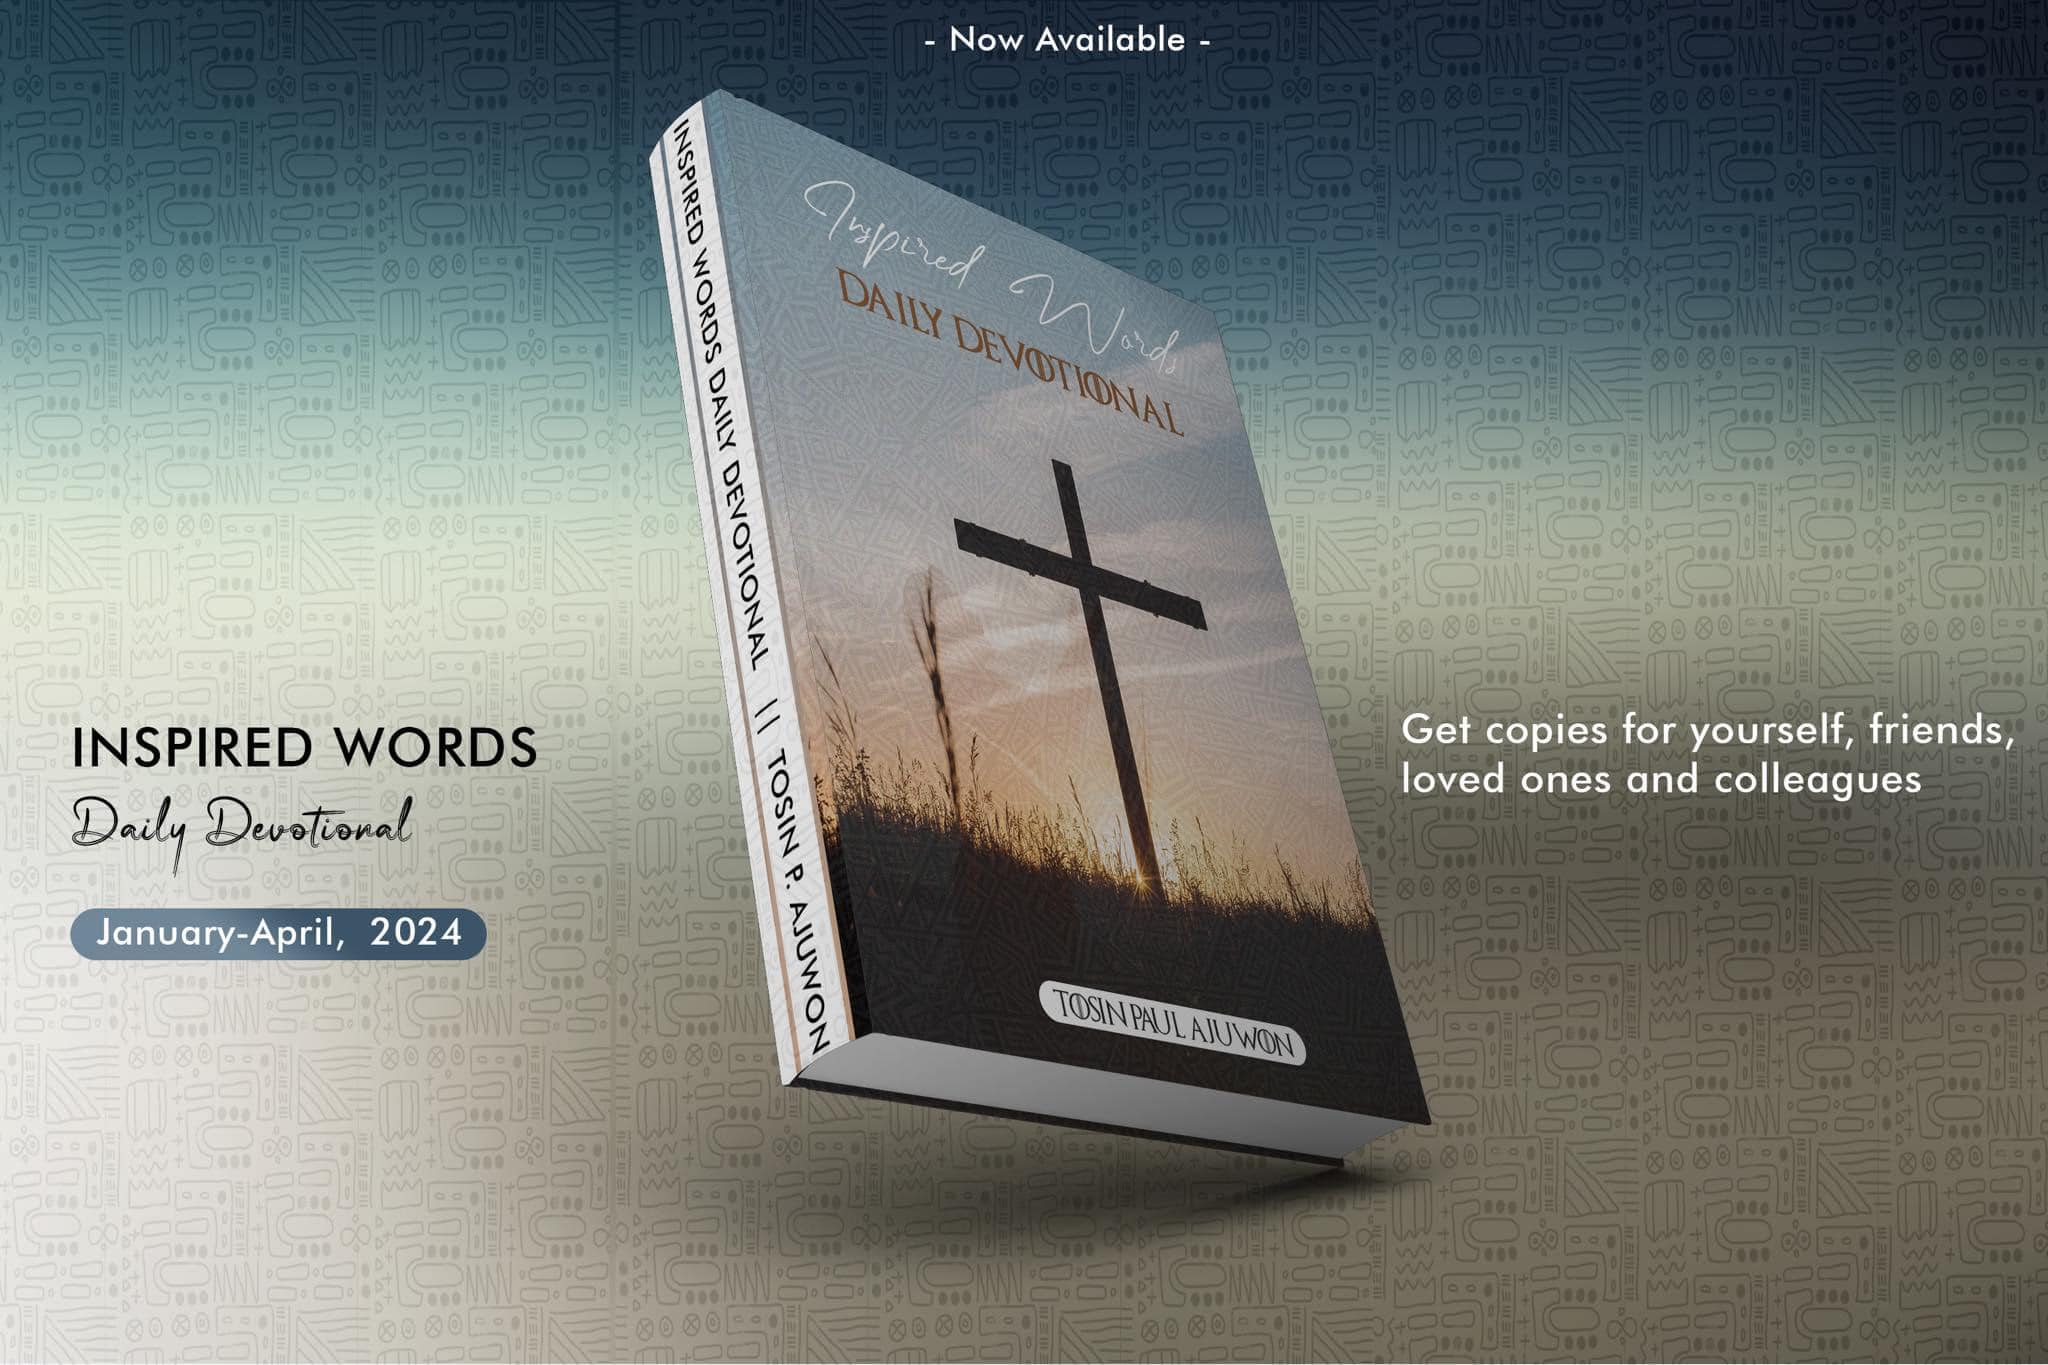 - Now Available -
Inspired Words
DAILY DEVOTIONAL
INSPIRED WORDS DAILY DEVOTIONAL || TOSIN P. AJUWON
TOSIN PAUL AJUWON
INSPIRED WORDS
Daily Devotional
January-April, 2024
Get copies for yourself, friends,
loved ones and colleagues